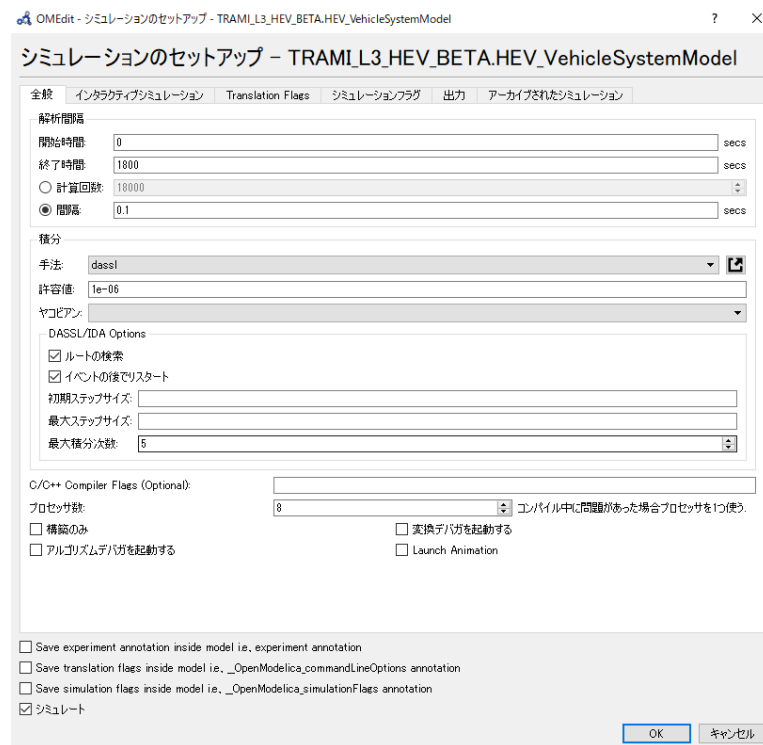 OMEdit - シミュレーションのセットアップ - TRAMI_L3_HEV_BETA.HEV_VehicleSystemModel ? ×
シミュレーションのセットアップ - TRAMI_L3_HEV_BETA.HEV_VehicleSystemModel
全般 インタラクティブシミュレーション Translation Flags シミュレーションフラグ 出力 アーカイブされたシミュレーション
解析間隔
開始時間: 0 secs
終了時間: 1800 secs
計算回数: 18000
間隔: 0.1 secs
積分
手法: dassl
許容値: 1e-06
ヤコビアン:
DASSL/IDA Options
ルートの検索
イベントの後でリスタート
初期ステップサイズ:
最大ステップサイズ:
最大積分次数: 5
C/C++ Compiler Flags (Optional):
プロセッサ数: 8 コンパイル中に問題があった場合プロセッサを1つ使う.
構築のみ 変換デバガを起動する
アルゴリズムデバガを起動する Launch Animation
Save experiment annotation inside model i.e, experiment annotation
Save translation flags inside model i.e, _OpenModelica_commandLineOptions annotation
Save simulation flags inside model i.e, _OpenModelica_simulationFlags annotation
シミュレート
OK キャンセル